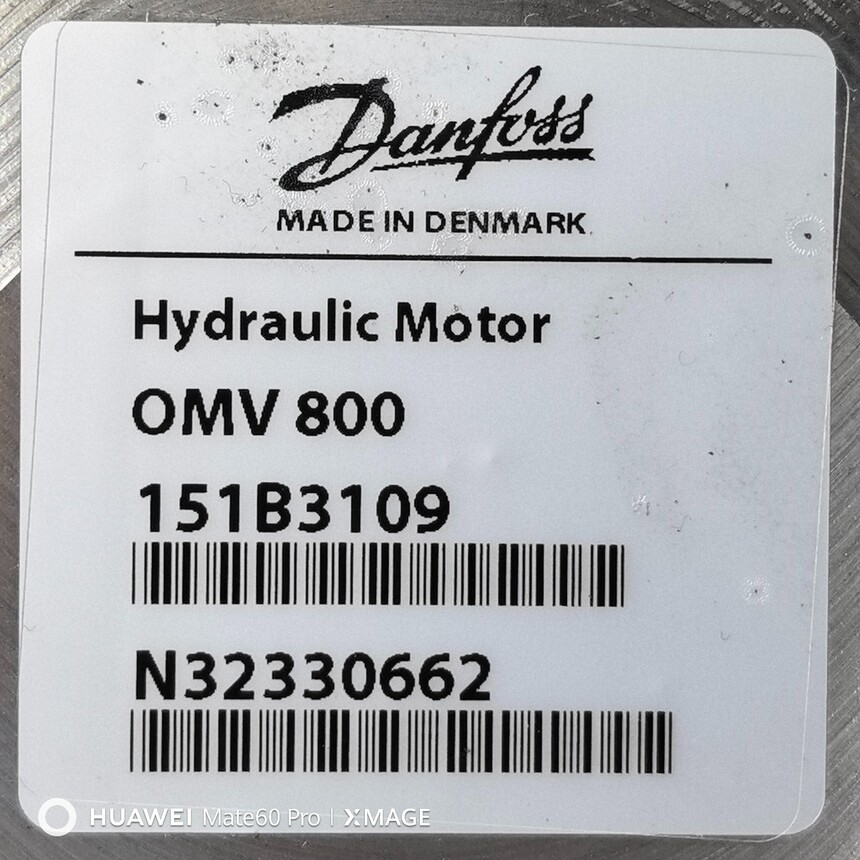 Danfoss
MADE IN DENMARK
Hydraulic Motor
OMV 800
151B3109
N32330662
HUAWEI Mate60 Pro | XMAGE